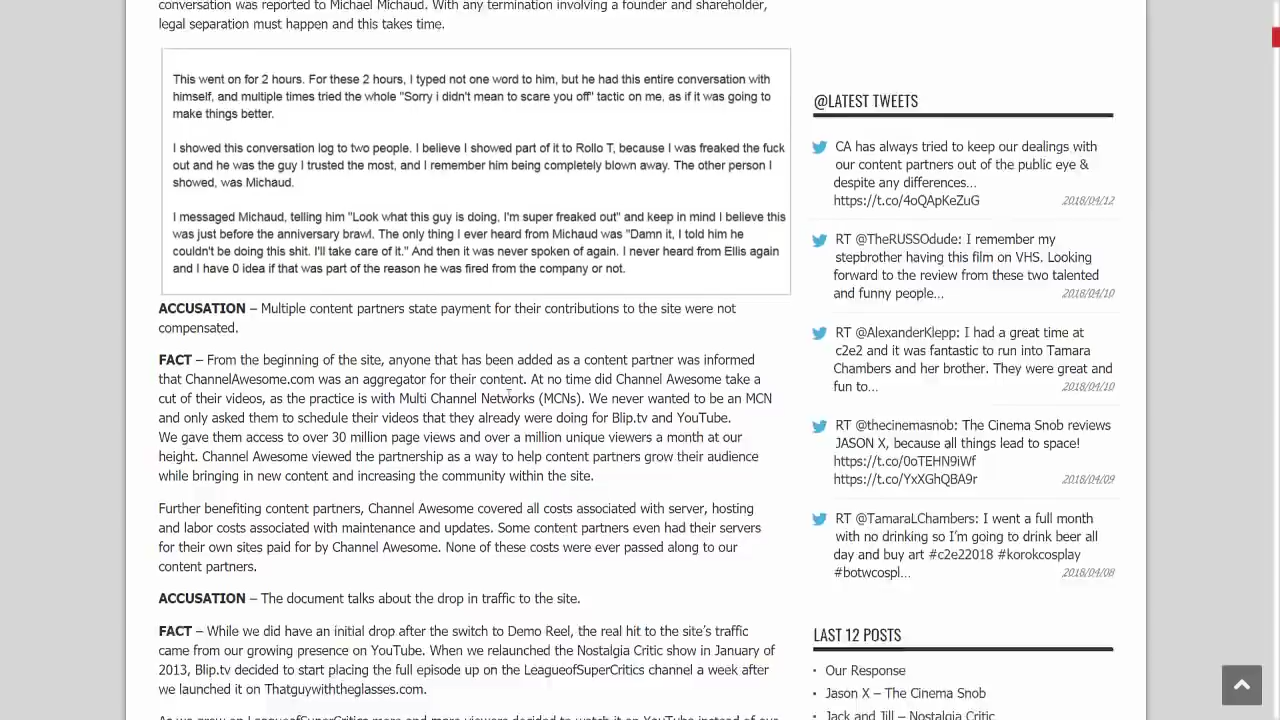 conversation was reported to Michael Michaud. With any termination involving a founder and shareholder,
legal separation must happen and this takes time.
This went on for 2 hours. For these 2 hours, I typed not one word to him, but he had this entire conversation with
himself, and multiple times tried the whole "Sorry i didn't mean to scare you off" tactic on me, as if it was going to
make things better.
I showed this conversation log to two people. I believe I showed part of it to Rollo T, because I was freaked the fuck
out and he was the guy I trusted the most, and I remember him being completely blown away. The other person I
showed, was Michaud.
I messaged Michaud, telling him "Look what this guy is doing, I'm super freaked out" and keep in mind I believe this
was just before the anniversary brawl. The only thing I ever heard from Michaud was "Damn it, I told him he
couldn't be doing this shit. I'll take care of it." And then it was never spoken of again. I never heard from Ellis again
and I have 0 idea if that was part of the reason he was fired from the company or not.
ACCUSATION – Multiple content partners state payment for their contributions to the site were not
compensated.
FACT – From the beginning of the site, anyone that has been added as a content partner was informed
that ChannelAwesome.com was an aggregator for their content. At no time did Channel Awesome take a
cut of their videos, as the practice is with Multi Channel Networks (MCNs). We never wanted to be an MCN
and only asked them to schedule their videos that they already were doing for Blip.tv and YouTube.
We gave them access to over 30 million page views and over a million unique viewers a month at our
height. Channel Awesome viewed the partnership as a way to help content partners grow their audience
while bringing in new content and increasing the community within the site.
Further benefiting content partners, Channel Awesome covered all costs associated with server, hosting
and labor costs associated with maintenance and updates. Some content partners even had their servers
for their own sites paid for by Channel Awesome. None of these costs were ever passed along to our
content partners.
ACCUSATION – The document talks about the drop in traffic to the site.
FACT – While we did have an initial drop after the switch to Demo Reel, the real hit to the site's traffic
came from our growing presence on YouTube. When we relaunched the Nostalgia Critic show in January of
2013, Blip.tv decided to start placing the full episode up on the LeagueofSuperCritics channel a week after
we launched it on Thatguywiththeglasses.com.
As we grew on LeagueofSuperCritics more and more viewers decided to watch it on YouTube instead of our
@LATEST TWEETS
CA has always tried to keep our dealings with
our content partners out of the public eye &
despite any differences…
https://t.co/4oQApKeZuG 2018/04/12
RT @TheRUSSOdude: I remember my
stepbrother having this film on VHS. Looking
forward to the review from these two talented
and funny people… 2018/04/10
RT @AlexanderKlepp: I had a great time at
c2e2 and it was fantastic to run into Tamara
Chambers and her brother. They were great and
fun to… 2018/04/10
RT @thecinemasnob: The Cinema Snob reviews
JASON X, because all things lead to space!
https://t.co/0oTEHN9iWf
https://t.co/YxXGhQBA9r 2018/04/09
RT @TamaraLChambers: I went a full month
with no drinking so I'm going to drink beer all
day and buy art #c2e22018 #korokcosplay
#botwcospl… 2018/04/08
LAST 12 POSTS
Our Response
Jason X – The Cinema Snob
Jack and Jill – Nostalgia Critic